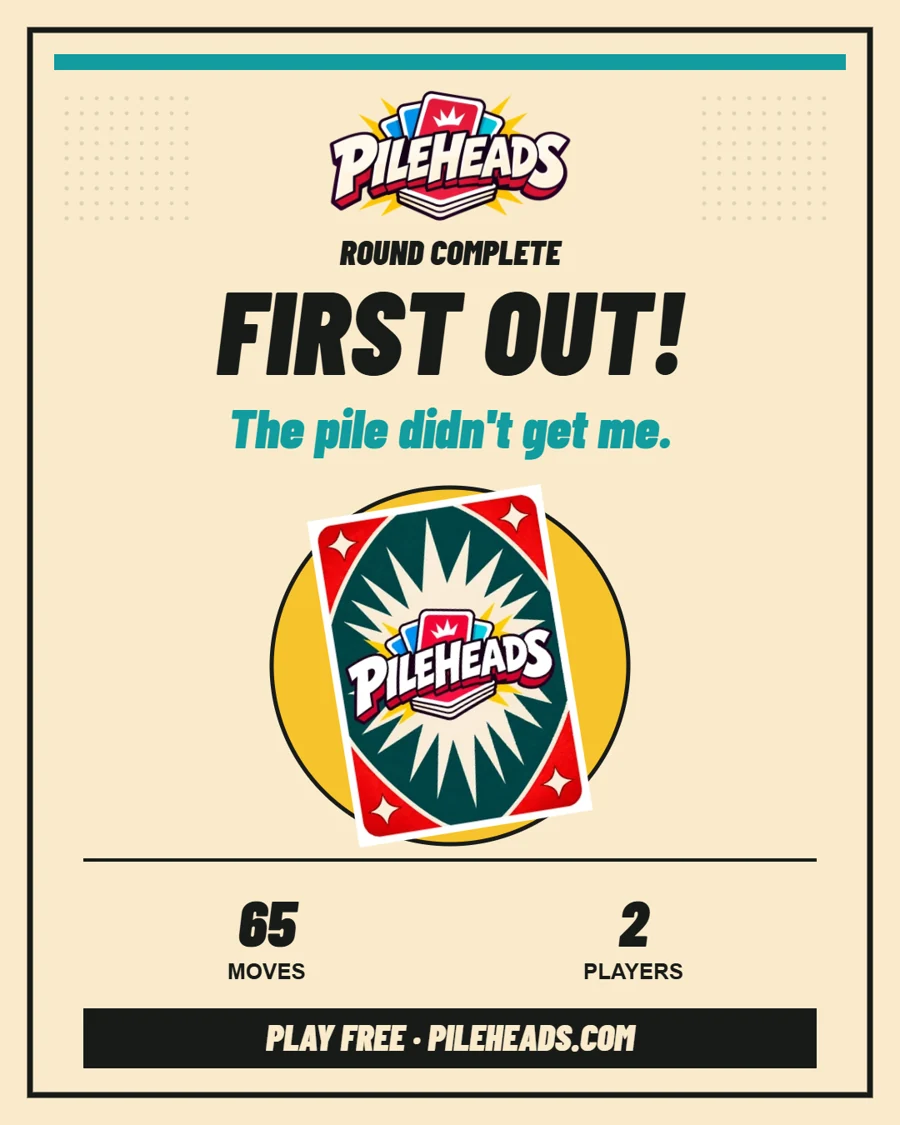 PILEHEADS
ROUND COMPLETE
FIRST OUT!
The pile didn't get me.
PILEHEADS
65
MOVES
2
PLAYERS
PLAY FREE · PILEHEADS.COM